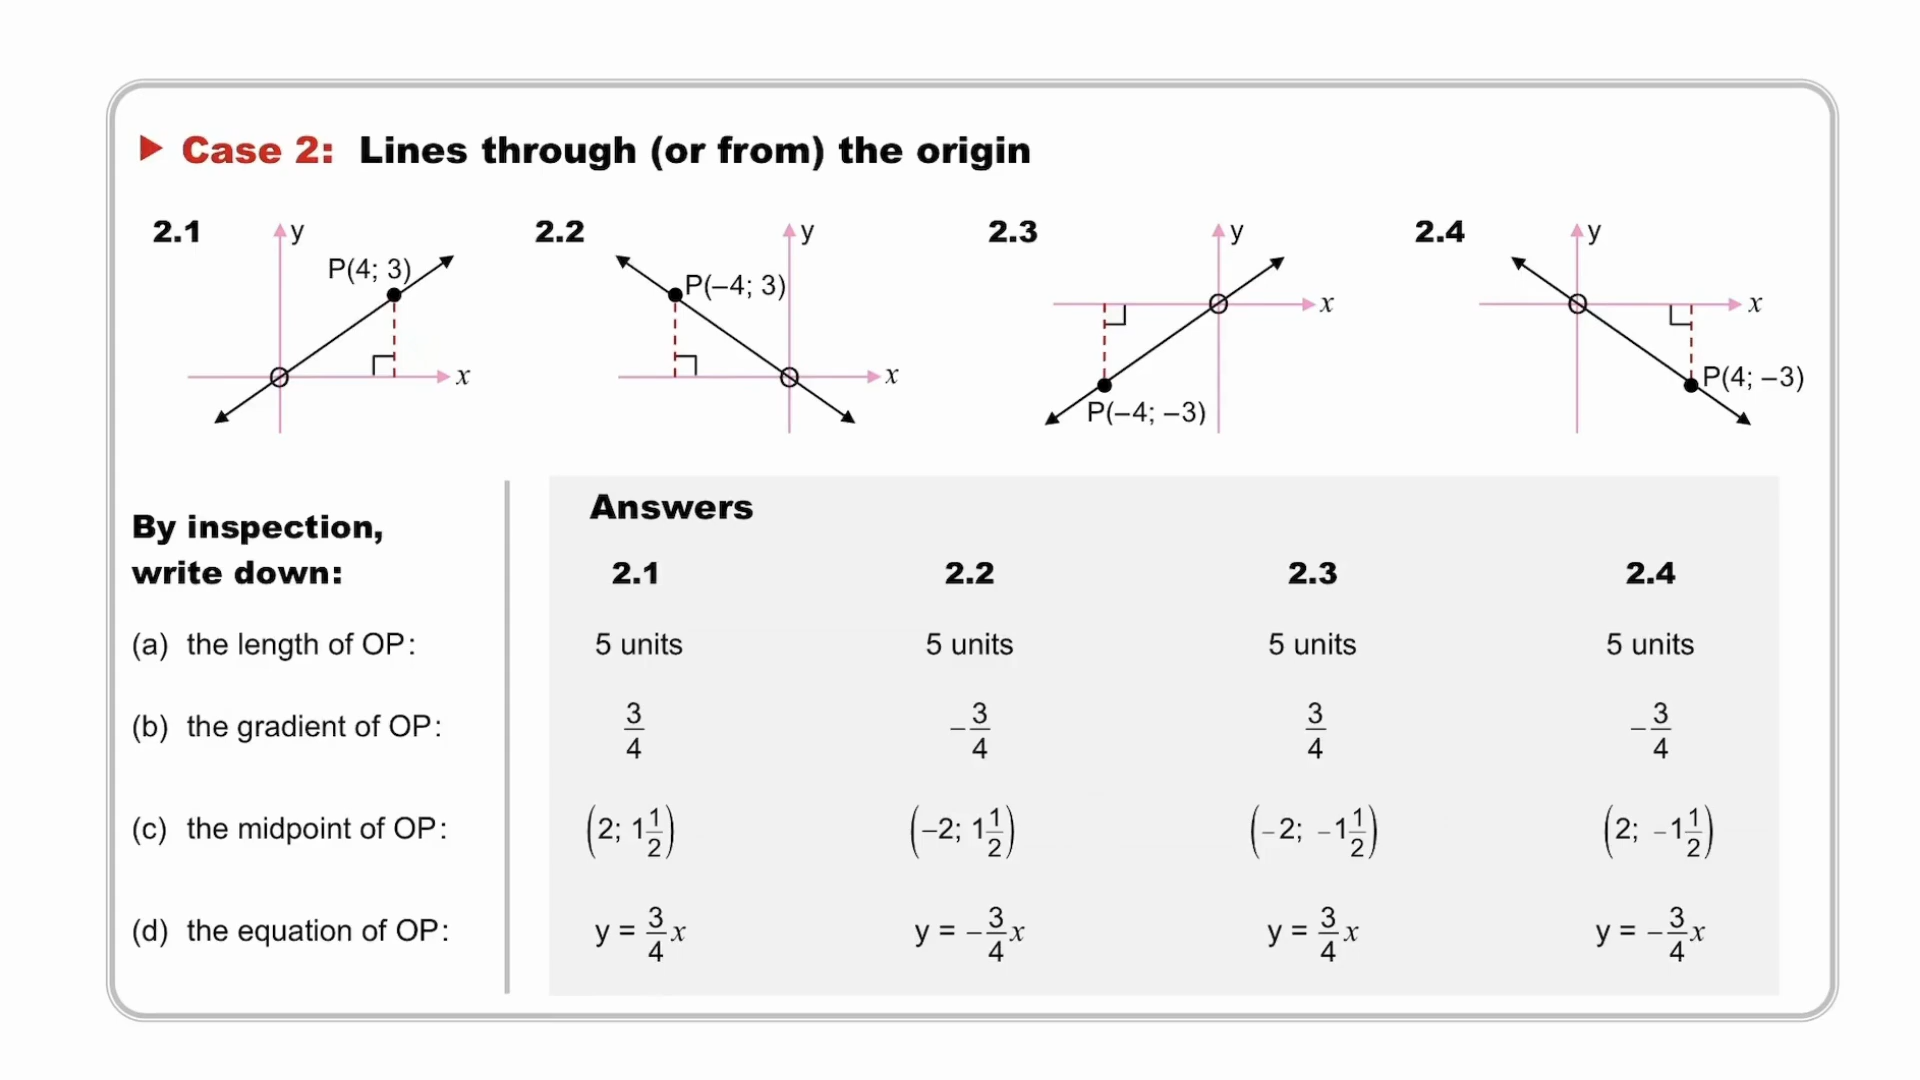 ▶ Case 2: Lines through (or from) the origin
2.1 2.2 2.3 2.4
y y y y
P(4; 3) P(–4; 3) x x
x x P(–4; –3) P(4; –3)
O O O O
By inspection,
write down:
Answers
2.1 2.2 2.3 2.4
(a) the length of OP: 5 units 5 units 5 units 5 units
(b) the gradient of OP: 3/4 –3/4 3/4 –3/4
(c) the midpoint of OP: (2; 1 1/2) (–2; 1 1/2) (–2; –1 1/2) (2; –1 1/2)
(d) the equation of OP: y = 3/4 x y = –3/4 x y = 3/4 x y = –3/4 x